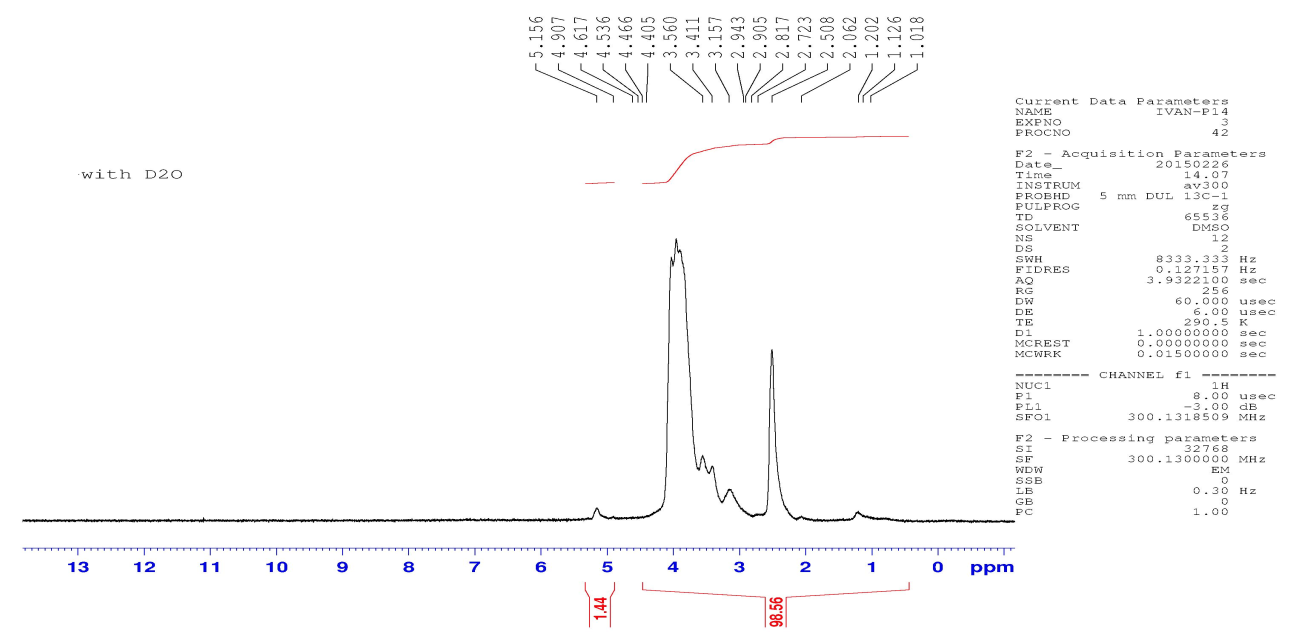 5.156
4.907
4.617
4.536
4.466
4.405
3.560
3.411
3.157
2.943
2.905
2.817
2.723
2.508
2.062
1.202
1.126
1.018
with D2O
Current Data Parameters
NAME IVAN-P14
EXPNO 3
PROCNO 42
F2 - Acquisition Parameters
Date_ 20150226
Time 14.07
INSTRUM av300
PROBHD 5 mm DUL 13C-1
PULPROG zg
TD 65536
SOLVENT DMSO
NS 12
DS 2
SWH 8333.333 Hz
FIDRES 0.127157 Hz
AQ 3.9322100 sec
RG 256
DW 60.000 usec
DE 6.00 usec
TE 290.5 K
D1 1.00000000 sec
MCREST 0.00000000 sec
MCWRK 0.01500000 sec
======== CHANNEL f1 ========
NUC1 1H
P1 8.00 usec
PL1 -3.00 dB
SFO1 300.1318509 MHz
F2 - Processing parameters
SI 32768
SF 300.1300000 MHz
WDW EM
SSB 0
LB 0.30 Hz
GB 0
PC 1.00
13 12 11 10 9 8 7 6 5 4 3 2 1 0 ppm
1.44
98.56